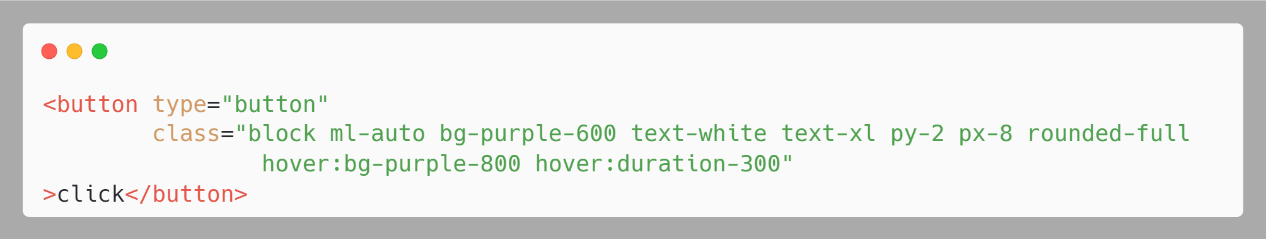 <button type="button"
        class="block ml-auto bg-purple-600 text-white text-xl py-2 px-8 rounded-full
                hover:bg-purple-800 hover:duration-300"
>click</button>